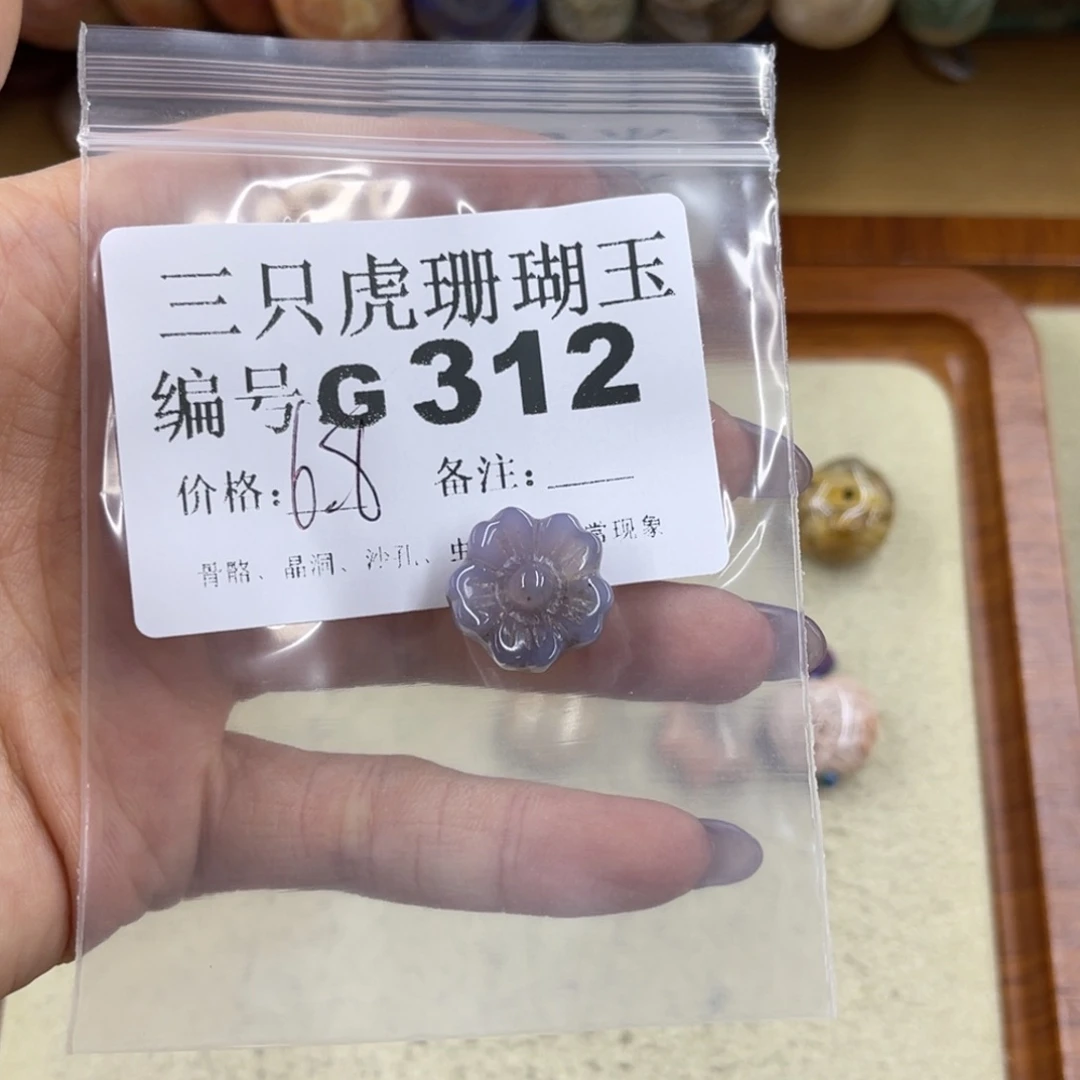 三只虎珊瑚玉
编号G312
价格:68
备注:
骨骼、晶洞、沙孔、虫 常现象